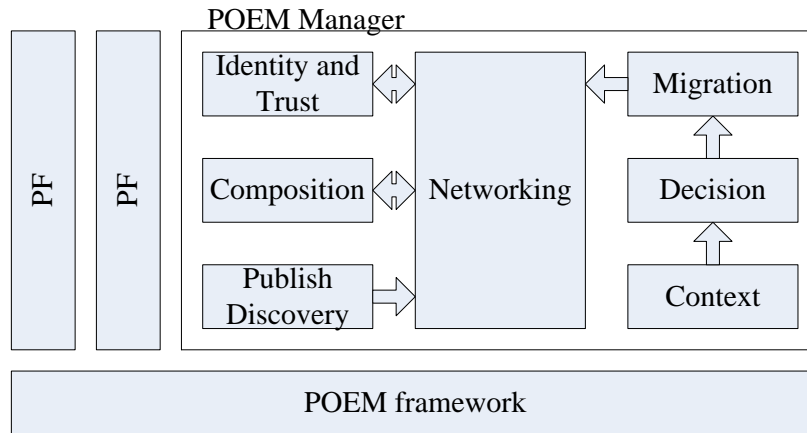 POEM Manager
PF
PF
Identity and
Trust
Composition
Publish
Discovery
Networking
Migration
Decision
Context
POEM framework